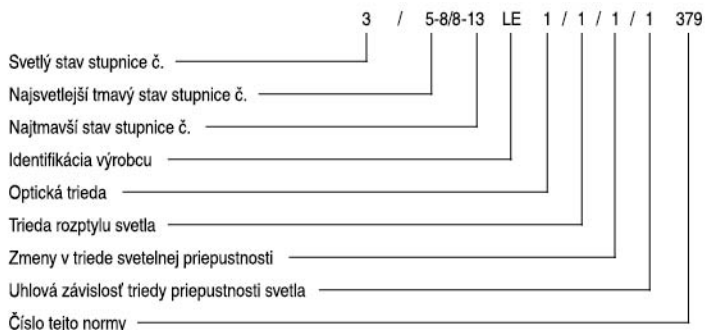 3 / 5-8/8-13 LE 1 / 1 / 1 / 1 379
Svetlý stav stupnice č.
Najsvetlejší tmavý stav stupnice č.
Najtmavší stav stupnice č.
Identifikácia výrobcu
Optická trieda
Trieda rozptylu svetla
Zmeny v triede svetelnej priepustnosti
Uhlová závislosť triedy priepustnosti svetla
Číslo tejto normy